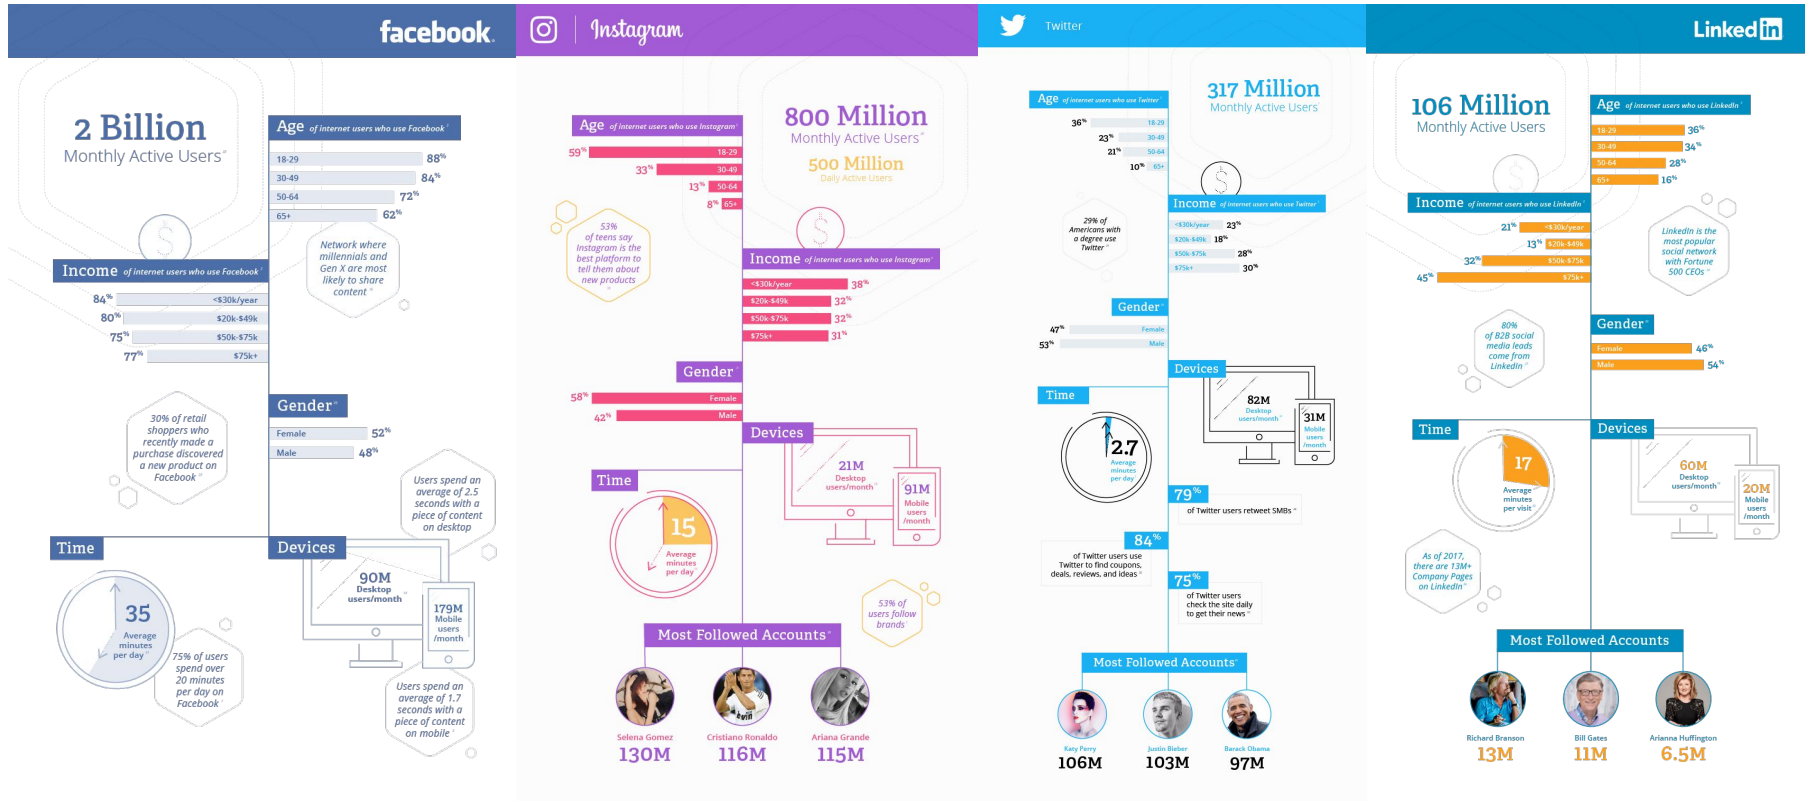 facebook.
2 Billion
Monthly Active Users
Age of internet users who use Facebook
18-29 88%
30-49 84%
50-64 72%
65+ 62%
Network where
millennials and
Gen X are most
likely to share
content
Income of internet users who use Facebook
84% <$30k/year
80% $20k-$49k
75% $50k-$75k
77% $75k+
30% of retail
shoppers who
recently made a
purchase discovered
a new product on
Facebook
Gender
Female 52%
Male 48%
Users spend an
average of 2.5
seconds with a
piece of content
on desktop
Time
35
Average
minutes
per day
75% of users
spend over
20 minutes
per day on
Facebook
Devices
90M
Desktop
users/month
179M
Mobile
users
/month
Users spend an
average of 1.7
seconds with a
piece of content
on mobile
Instagram
800 Million
Monthly Active Users
500 Million
Daily Active Users
Age of internet users who use Instagram
59% 18-29
33% 30-49
13% 50-64
8% 65+
53%
of teens say
Instagram is the
best platform to
tell them about
new products
Income of internet users who use Instagram
<$30k/year 38%
$20k-$49k 32%
$50k-$75k 32%
$75k+ 31%
Gender
58% Female
42% Male
Devices
21M
Desktop
users/month
91M
Mobile
users
/month
Time
15
Average
minutes
per day
53% of
users follow
brands
Most Followed Accounts
Selena Gomez
130M
Cristiano Ronaldo
116M
Ariana Grande
115M
Twitter
317 Million
Monthly Active Users
Age of internet users who use Twitter
36% 18-29
23% 30-49
21% 50-64
10% 65+
29% of
Americans with
a degree use
Twitter
Income of internet users who use Twitter
<$30k/year 23%
$20k-$49k 18%
$50k-$75k 28%
$75k+ 30%
Gender
47% Female
53% Male
Devices
82M
Desktop
users/month
31M
Mobile
users
/month
Time
2.7
Average
minutes
per day
79%
of Twitter users retweet SMBs
84%
of Twitter users use
Twitter to find coupons,
deals, reviews, and ideas
75%
of Twitter users
check the site daily
to get their news
Most Followed Accounts
Katy Perry
106M
Justin Bieber
103M
Barack Obama
97M
Linked in
106 Million
Monthly Active Users
Age of internet users who use LinkedIn
18-29 36%
30-49 34%
50-64 28%
65+ 16%
Income of internet users who use LinkedIn
21% <$30k/year
13% $20k-$49k
32% $50k-$75k
45% $75k+
LinkedIn is the
most popular
social network
with Fortune
500 CEOs
80%
of B2B social
media leads
come from
LinkedIn
Gender
Female 46%
Male 54%
Time
17
Average
minutes
per visit
Devices
60M
Desktop
users/month
20M
Mobile
users
/month
As of 2017,
there are 13M+
Company Pages
on LinkedIn
Most Followed Accounts
Richard Branson
13M
Bill Gates
11M
Arianna Huffington
6.5M